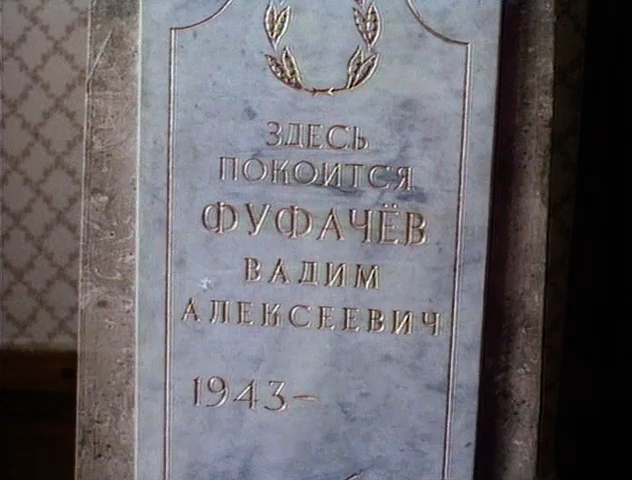 ЗДЕСЬ
ПОКОИТСЯ
ФУФАЧЁВ
ВАДИМ
АЛЕКСЕЕВИЧ
1943-